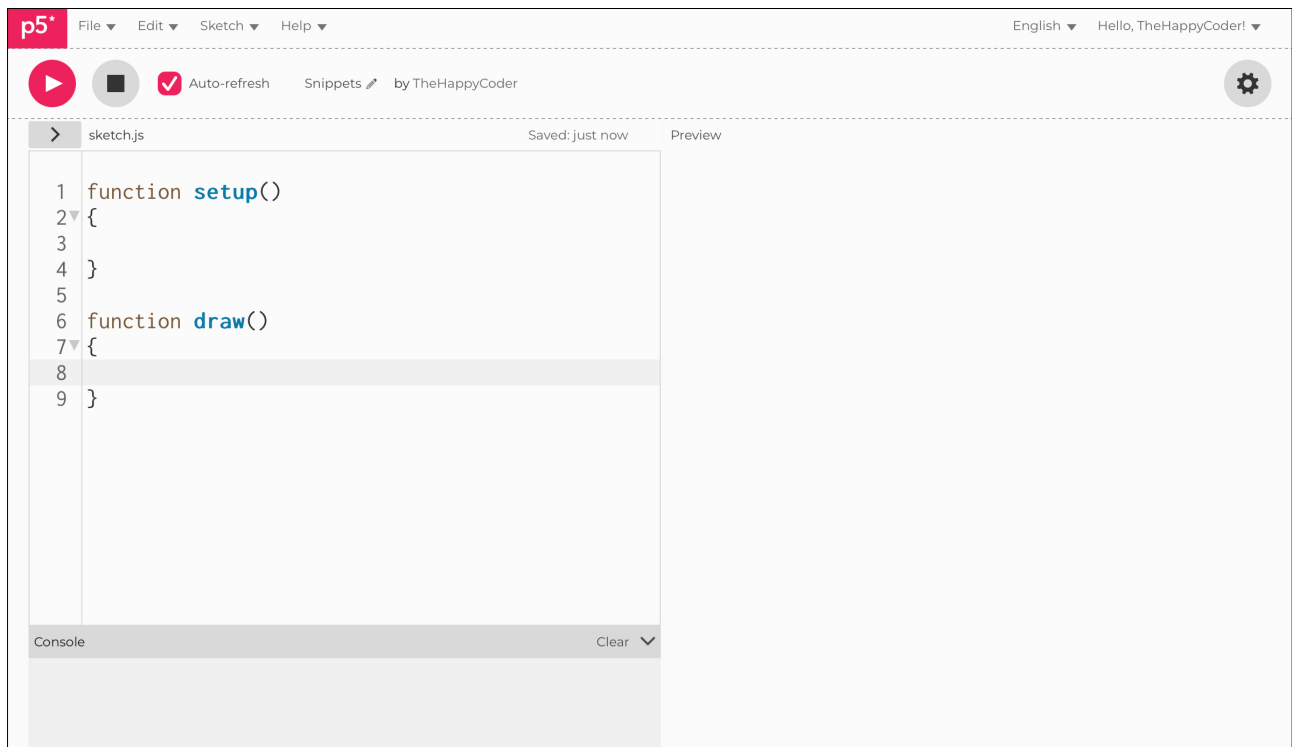 p5* File Edit Sketch Help English Hello, TheHappyCoder!
Auto-refresh Snippets by TheHappyCoder
sketch.js Saved: just now Preview
1 function setup()
2 {
3
4 }
5
6 function draw()
7 {
8
9 }
Console Clear